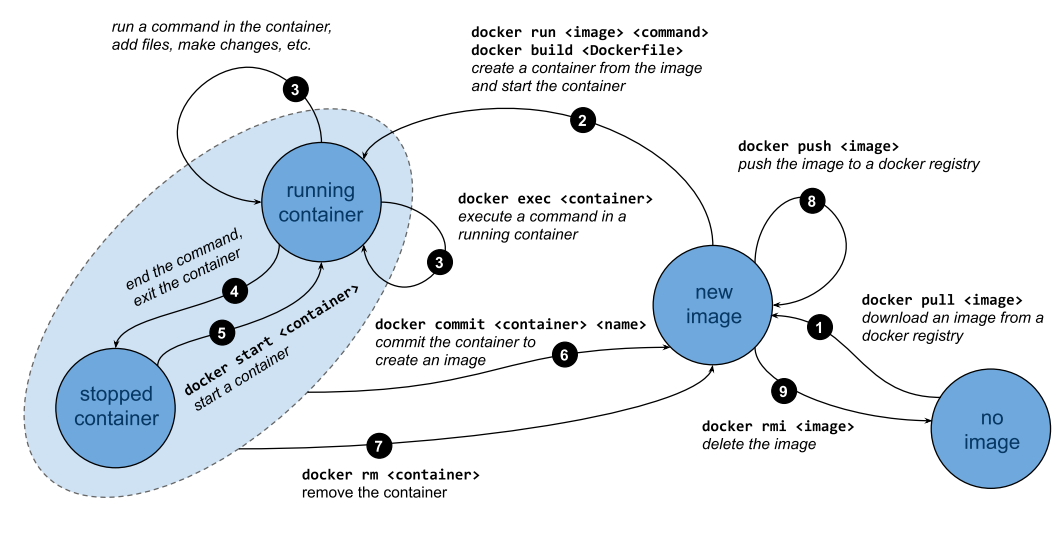 run a command in the container,
add files, make changes, etc.
3
docker run <image> <command>
docker build <Dockerfile>
create a container from the image
and start the container
2
docker push <image>
push the image to a docker registry
8
running
container
docker exec <container>
execute a command in a
running container
3
end the command,
exit the container
4
5
docker start <container>
start a container
new
image
docker pull <image>
download an image from a
docker registry
1
docker commit <container> <name>
commit the container to
create an image
6
stopped
container
9
docker rmi <image>
delete the image
no
image
7
docker rm <container>
remove the container